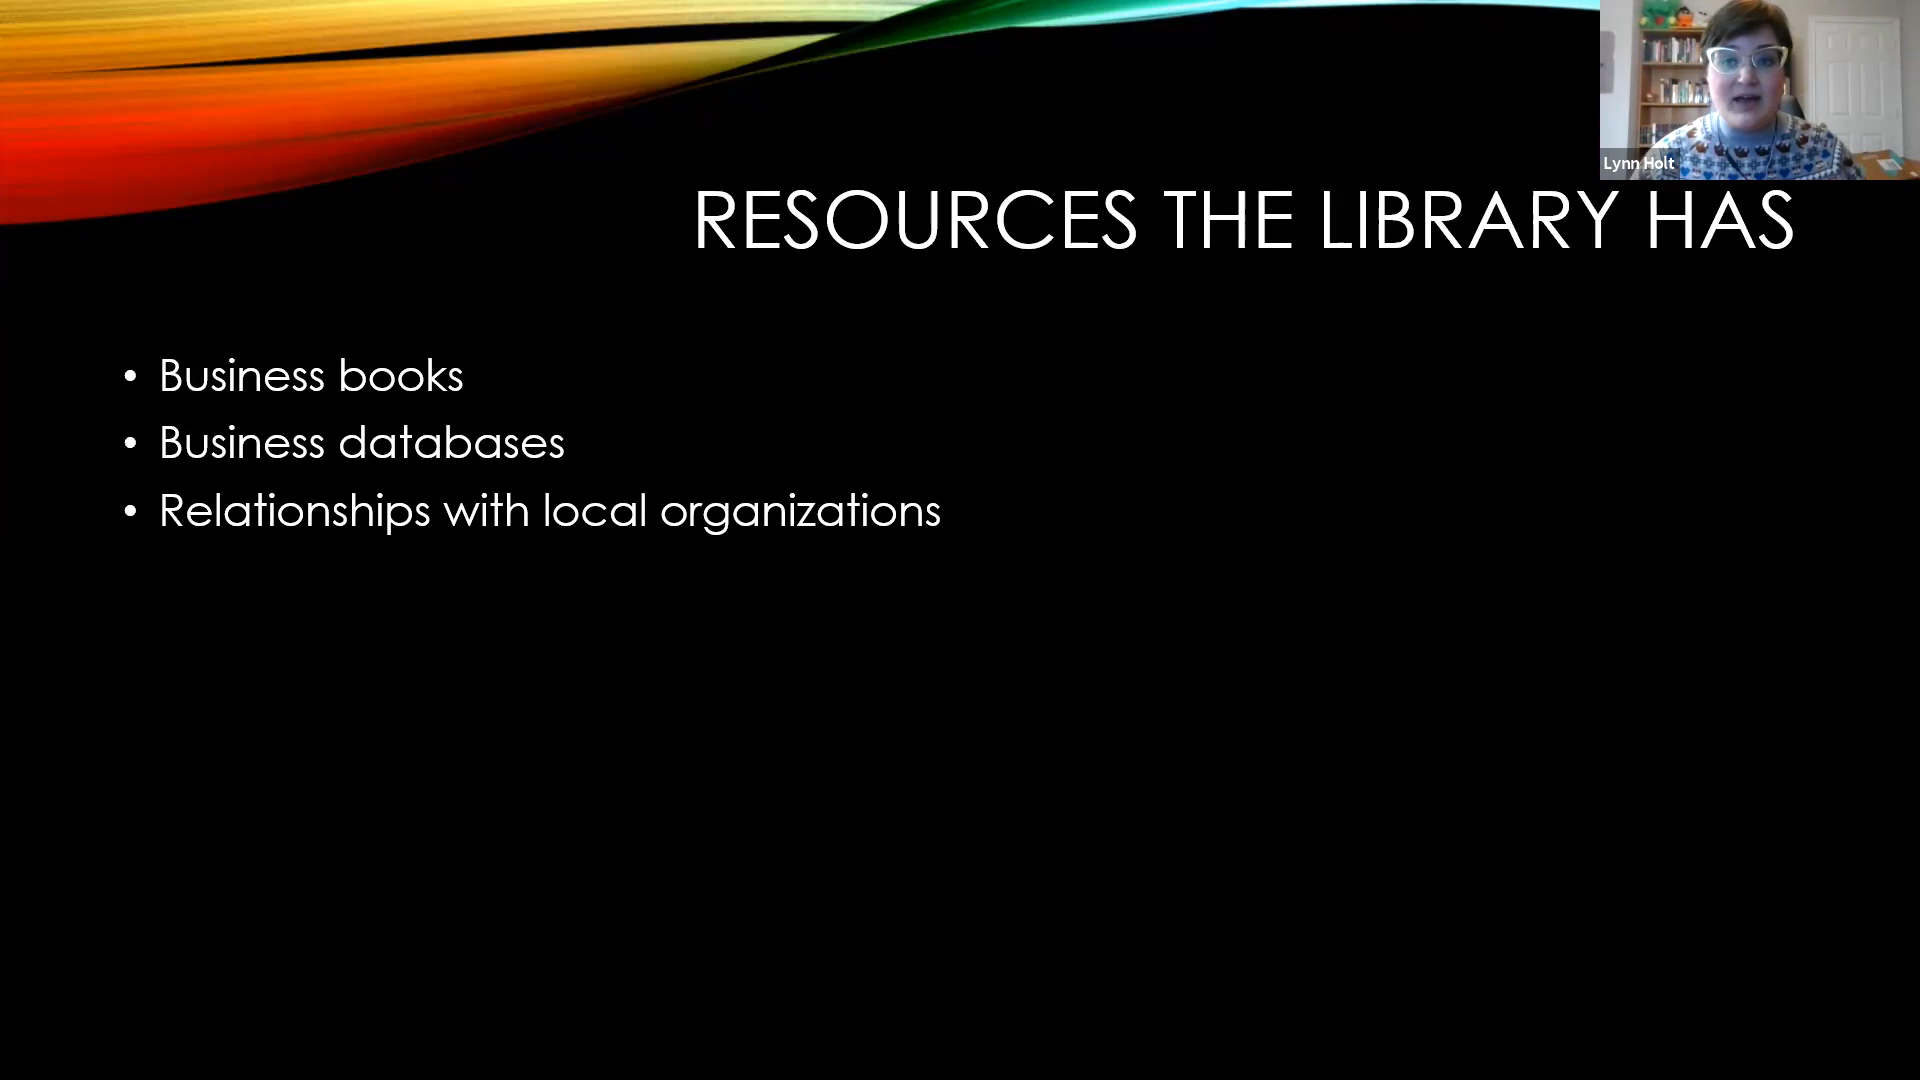 Lynn Holt
RESOURCES THE LIBRARY HAS
• Business books
• Business databases
• Relationships with local organizations